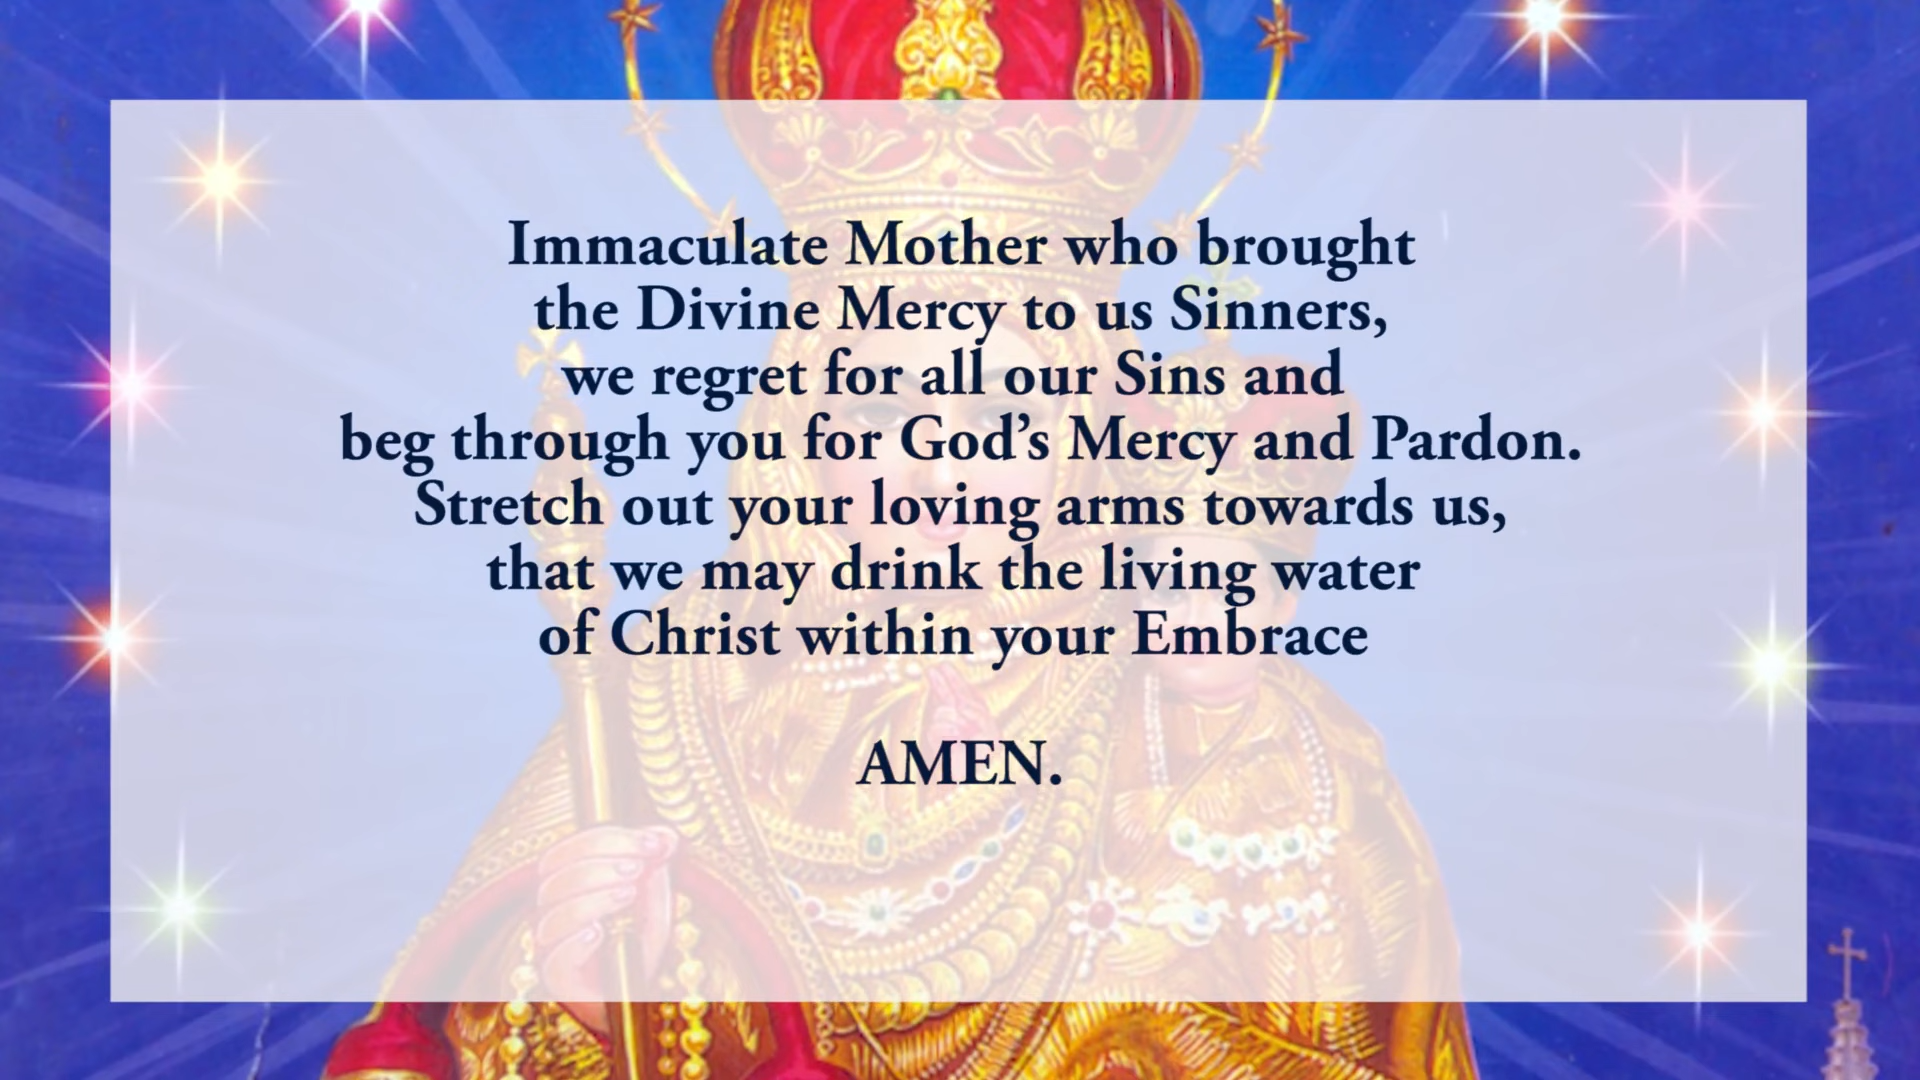 Immaculate Mother who brought
the Divine Mercy to us Sinners,
we regret for all our Sins and
beg through you for God’s Mercy and Pardon.
Stretch out your loving arms towards us,
that we may drink the living water
of Christ within your Embrace
AMEN.